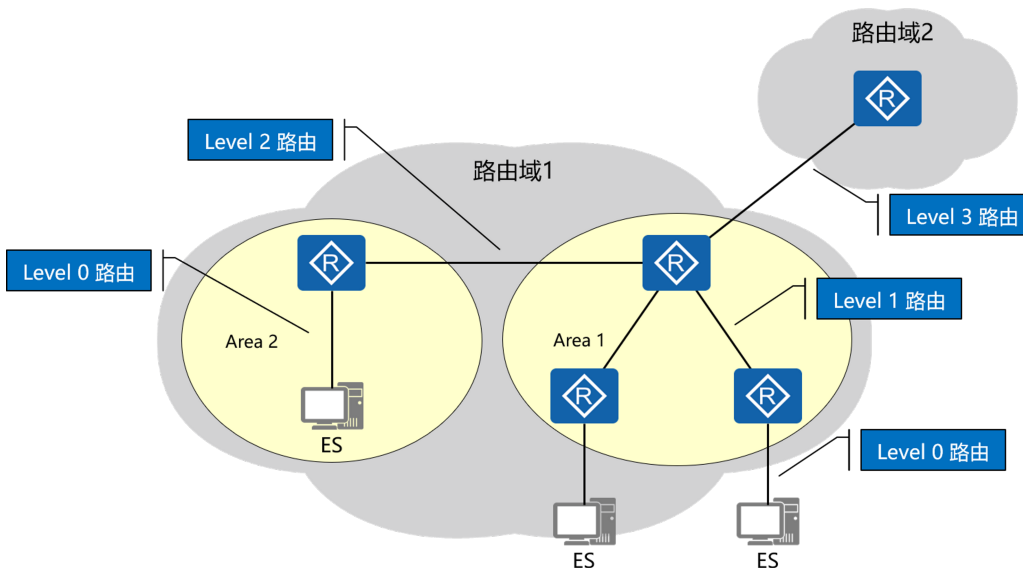 路由域2
Level 2 路由
路由域1
Level 3 路由
R
R
R
Level 0 路由
Level 1 路由
Area 2
Area 1
R
R
ES
Level 0 路由
ES
ES